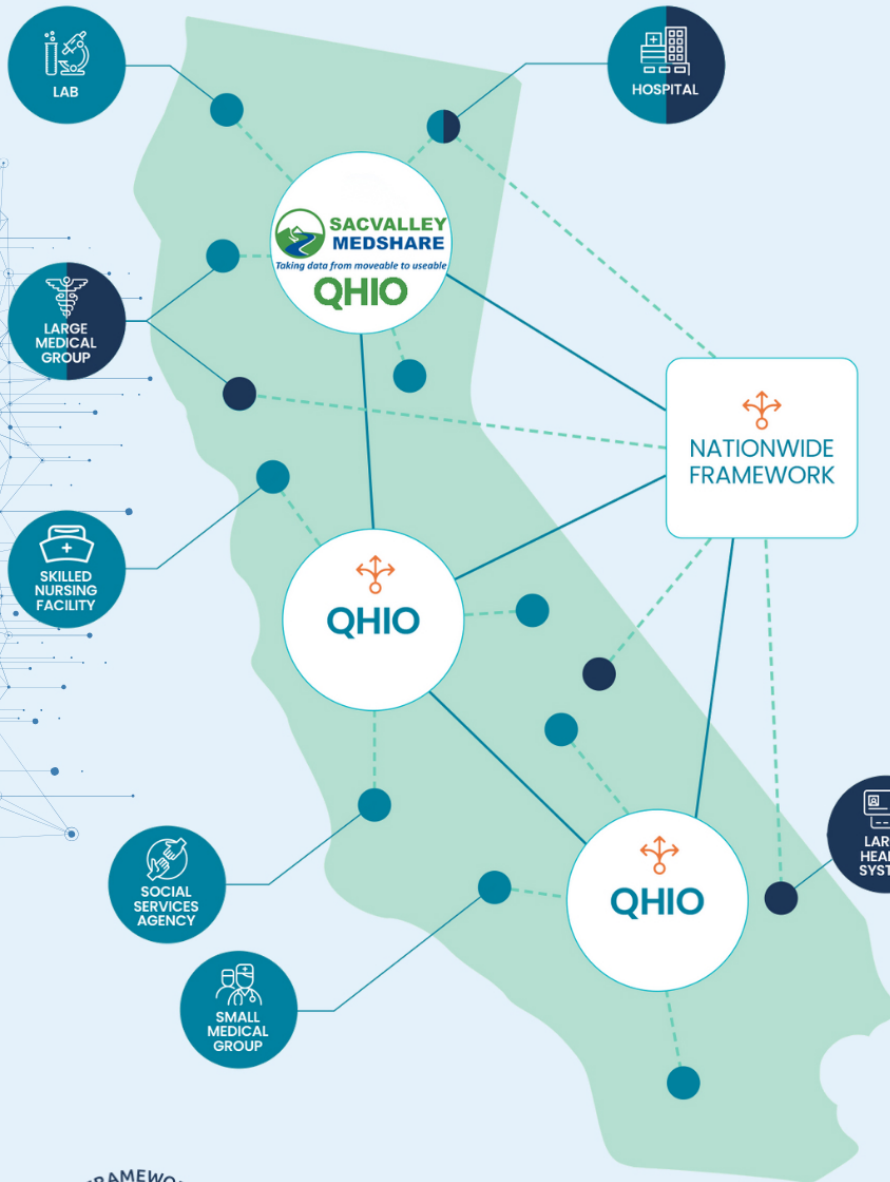 LAB
HOSPITAL
SACVALLEY
MEDSHARE
Taking data from moveable to useable
QHIO
LARGE
MEDICAL
GROUP
NATIONWIDE
FRAMEWORK
SKILLED
NURSING
FACILITY
QHIO
SOCIAL
SERVICES
AGENCY
QHIO
SMALL
MEDICAL
GROUP